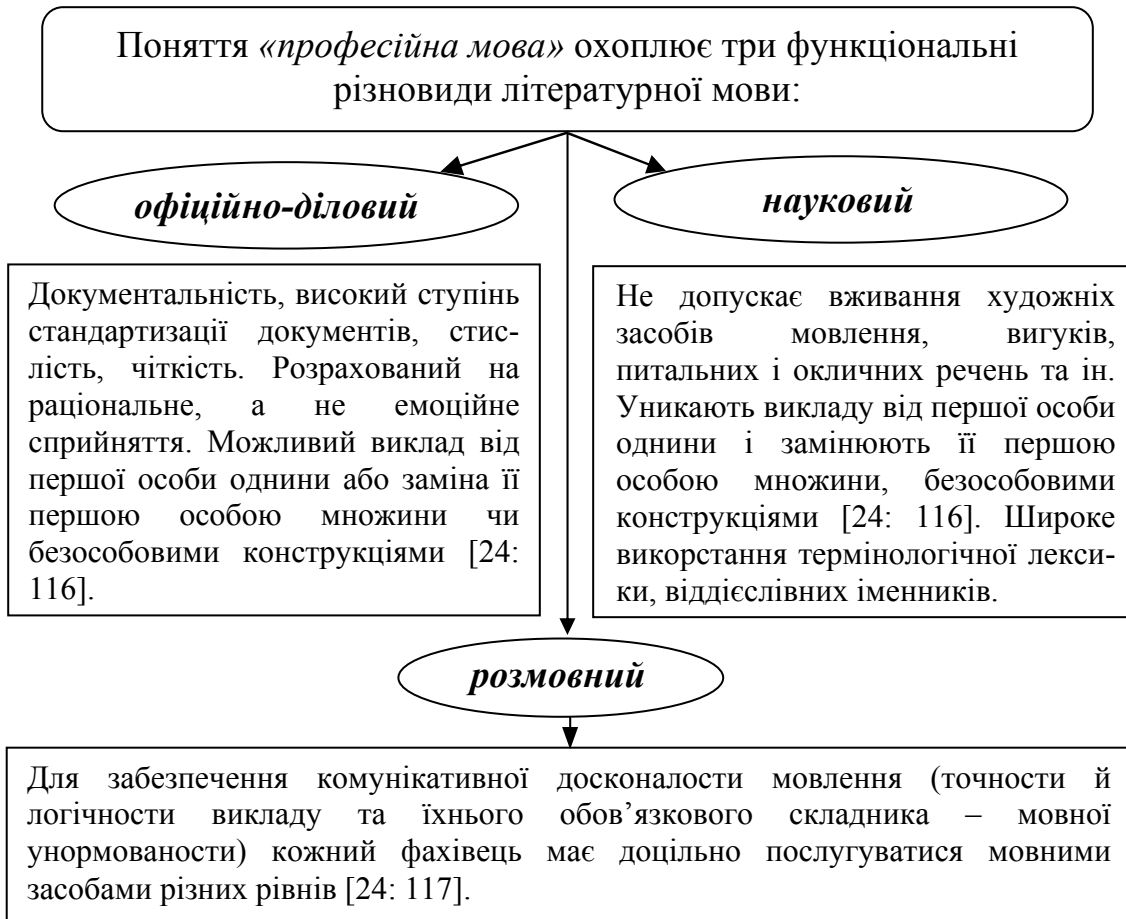 Поняття «професійна мова» охоплює три функціональні
різновиди літературної мови:
офіційно-діловий
науковий
Документальність, високий ступінь
стандартизації документів, стис-
лість, чіткість. Розрахований на
раціональне, а не емоційне
сприйняття. Можливий виклад від
першої особи однини або заміна її
першою особою множини чи
безособовими конструкціями [24:
116].
Не допускає вживання художніх
засобів мовлення, вигуків,
питальних і окличних речень та ін.
Уникають викладу від першої особи
однини і замінюють її першою
особою множини, безособовими
конструкціями [24: 116]. Широке
викорстання термінологічної лекси-
ки, віддієслівних іменників.
розмовний
Для забезпечення комунікативної досконалости мовлення (точности й
логічности викладу та їхнього обов’язкового складника – мовної
унормованости) кожний фахівець має доцільно послугуватися мовними
засобами різних рівнів [24: 117].